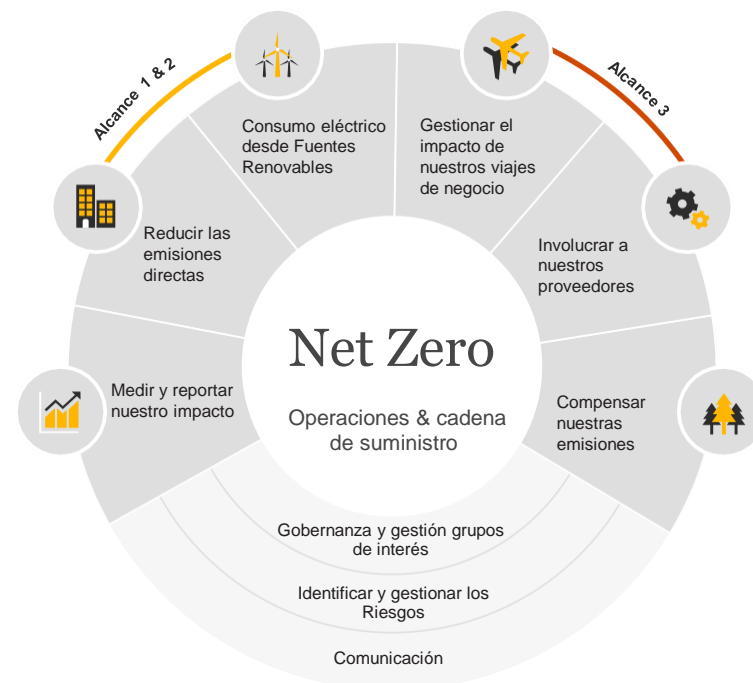 Alcance 1 & 2
Alcance 3
Consumo eléctrico
desde Fuentes
Renovables
Gestionar el
impacto de
nuestros viajes
de negocio
Reducir las
emisiones
directas
Involucrar a
nuestros
proveedores
Medir y reportar
nuestro impacto
Compensar
nuestras
emisiones
Net Zero
Operaciones & cadena
de suministro
Gobernanza y gestión grupos
de interés
Identificar y gestionar los
Riesgos
Comunicación